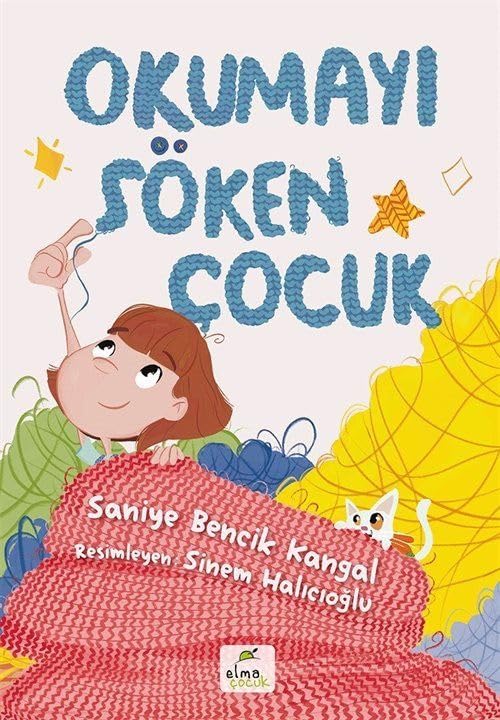 OKUMAYI
SÖKEN
ÇOCUK
Saniye Bencik Kangal
Resimleyen: Sinem Halıcıoğlu
elma
çocuk